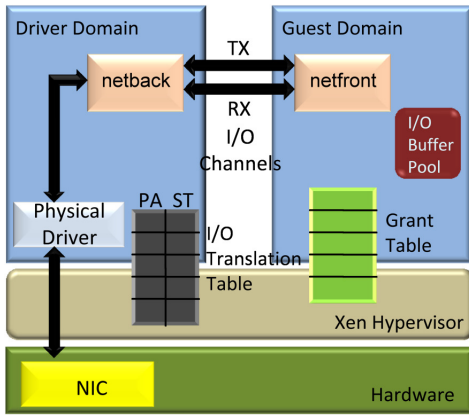 Driver Domain
Guest Domain
TX
netback
netfront
RX
I/O
Channels
I/O
Buffer
Pool
PA ST
Physical
Driver
I/O
Translation
Table
Grant
Table
Xen Hypervisor
NIC
Hardware